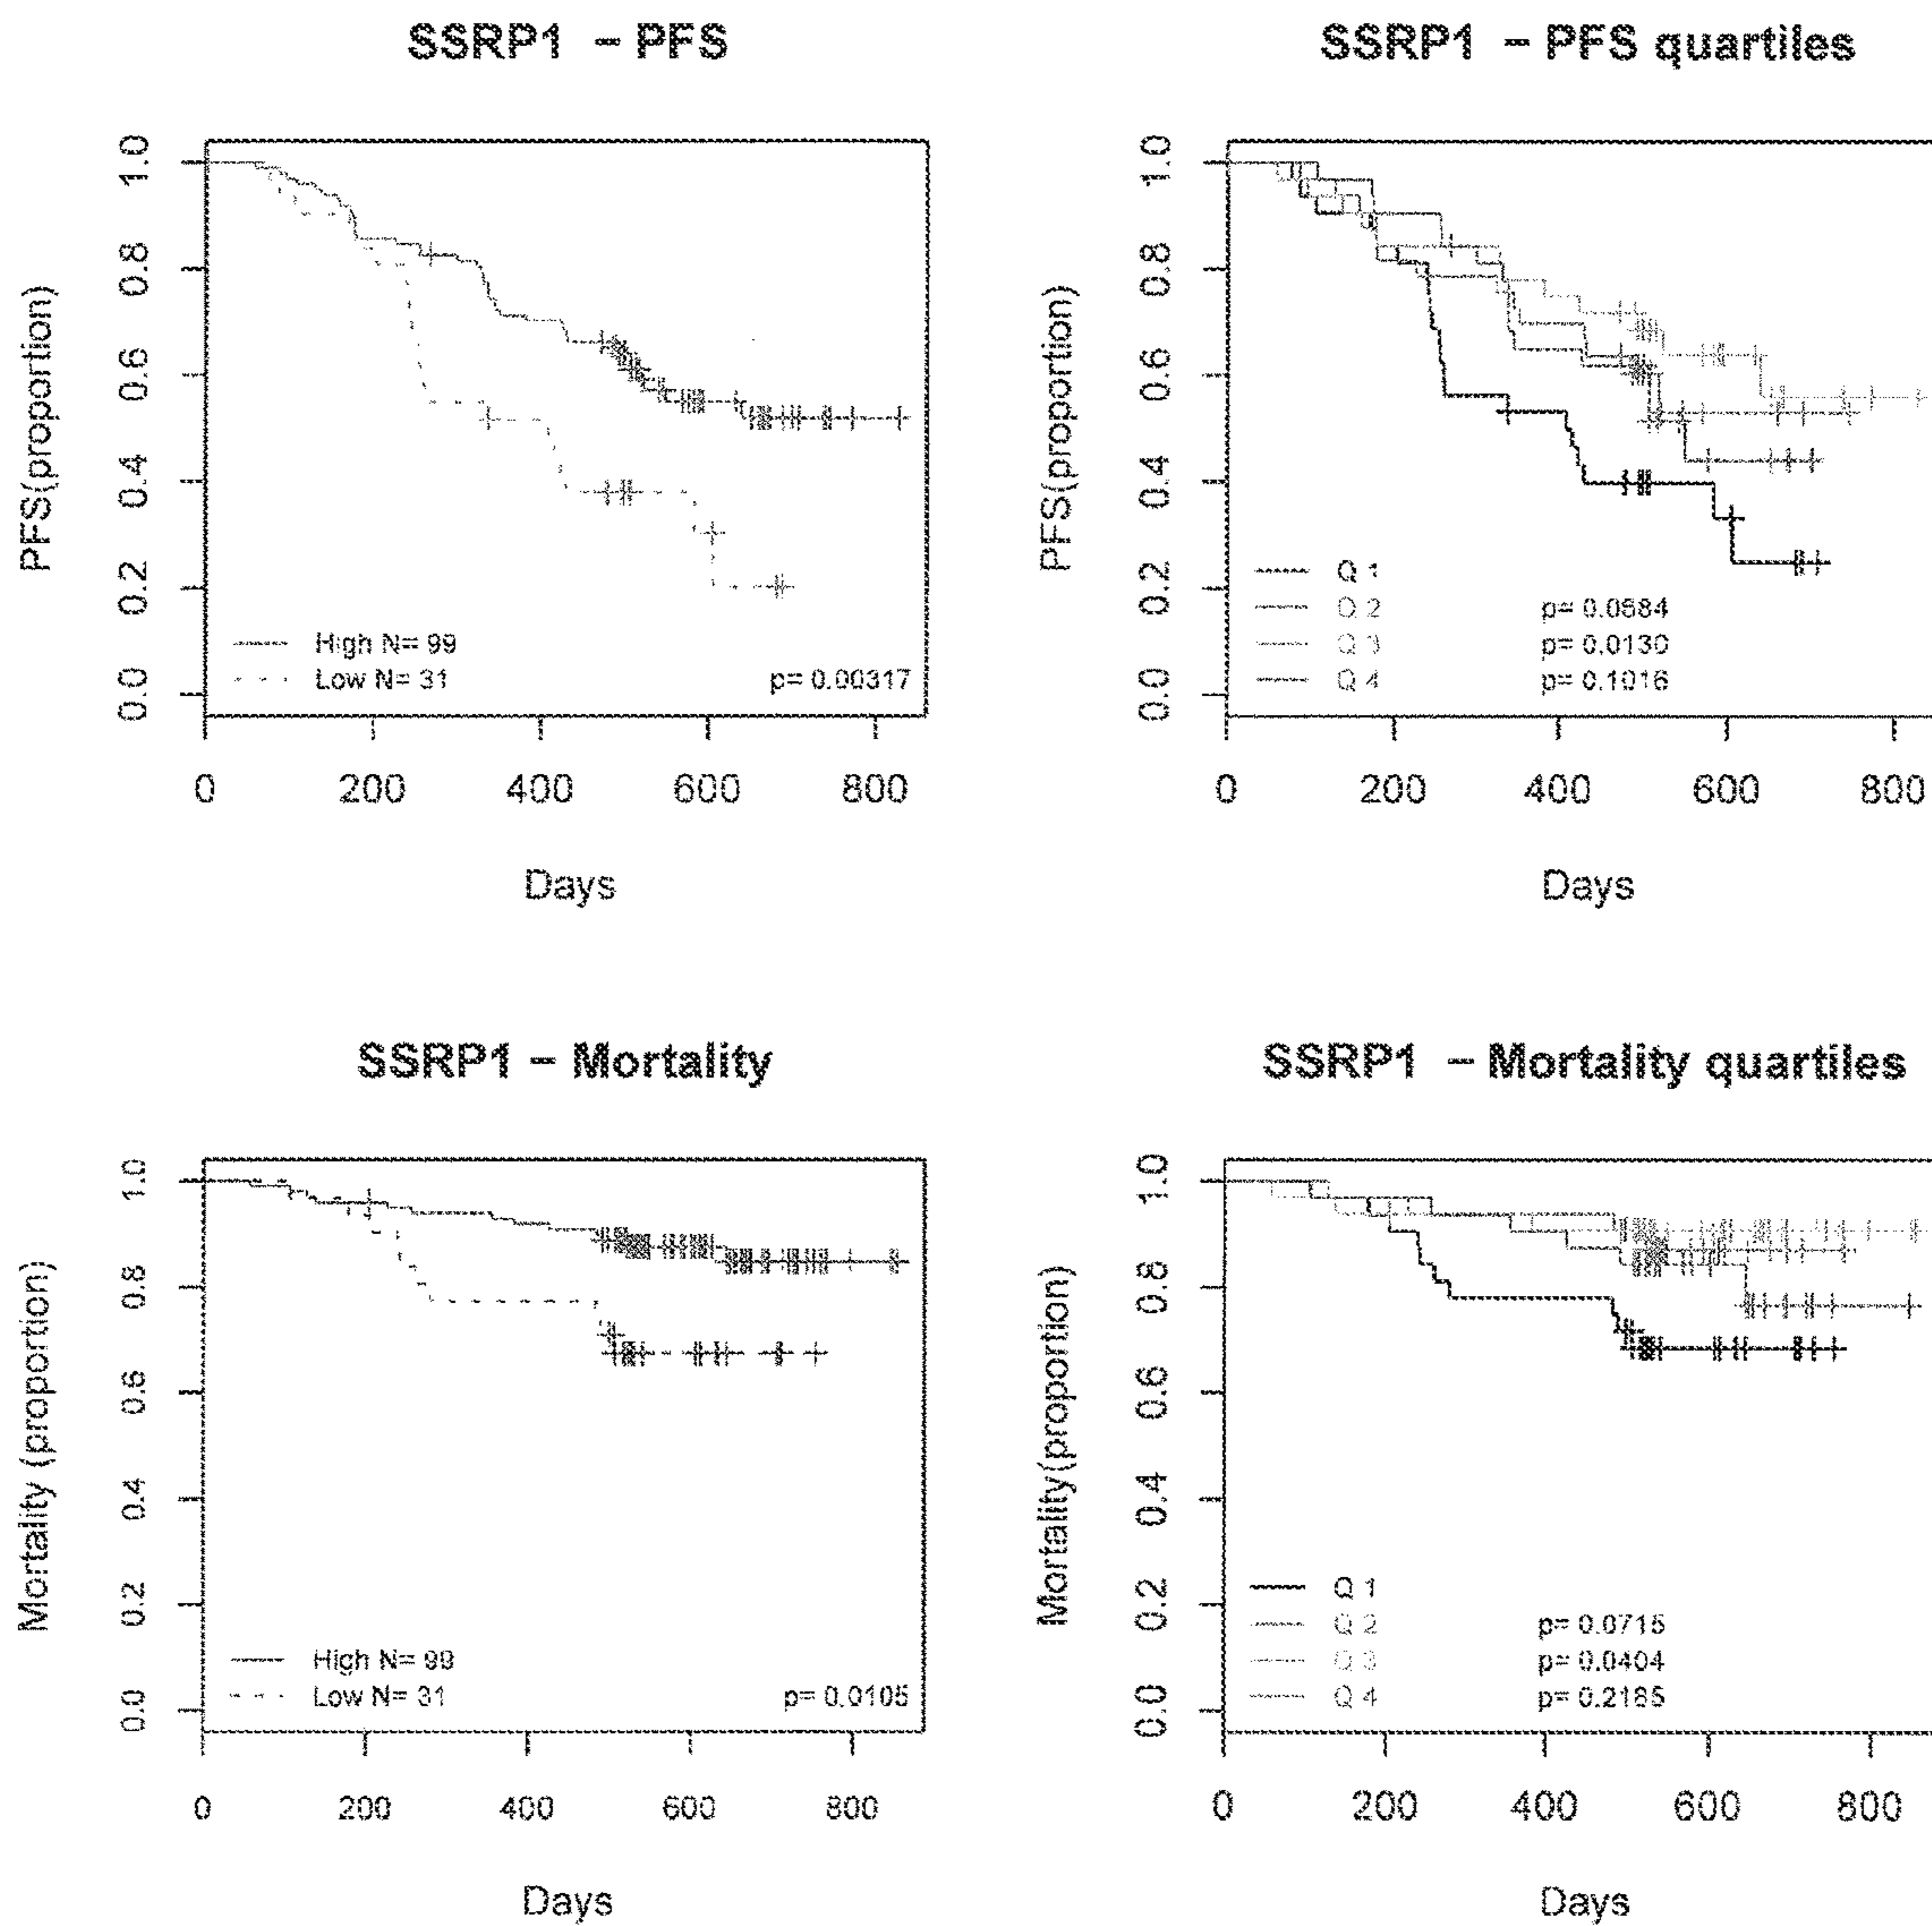 SSRP1 – PFS
PFS(proportion)
1.0
0.8
0.6
0.4
0.2
0.0
High N= 99
Low N= 31
p= 0.00317
0 200 400 600 800
Days
SSRP1 – PFS quartiles
PFS(proportion)
1.0
0.8
0.6
0.4
0.2
0.0
Q 1
Q 2 p= 0.0684
Q 3 p= 0.0130
Q 4 p= 0.1016
0 200 400 600 800
Days
SSRP1 – Mortality
Mortality (proportion)
1.0
0.8
0.6
0.4
0.2
0.0
High N= 99
Low N= 31
p= 0.0105
0 200 400 600 800
Days
SSRP1 – Mortality quartiles
Mortality(proportion)
1.0
0.8
0.6
0.4
0.2
0.0
Q 1
Q 2 p= 0.0715
Q 3 p= 0.0404
Q 4 p= 0.2185
0 200 400 600 800
Days